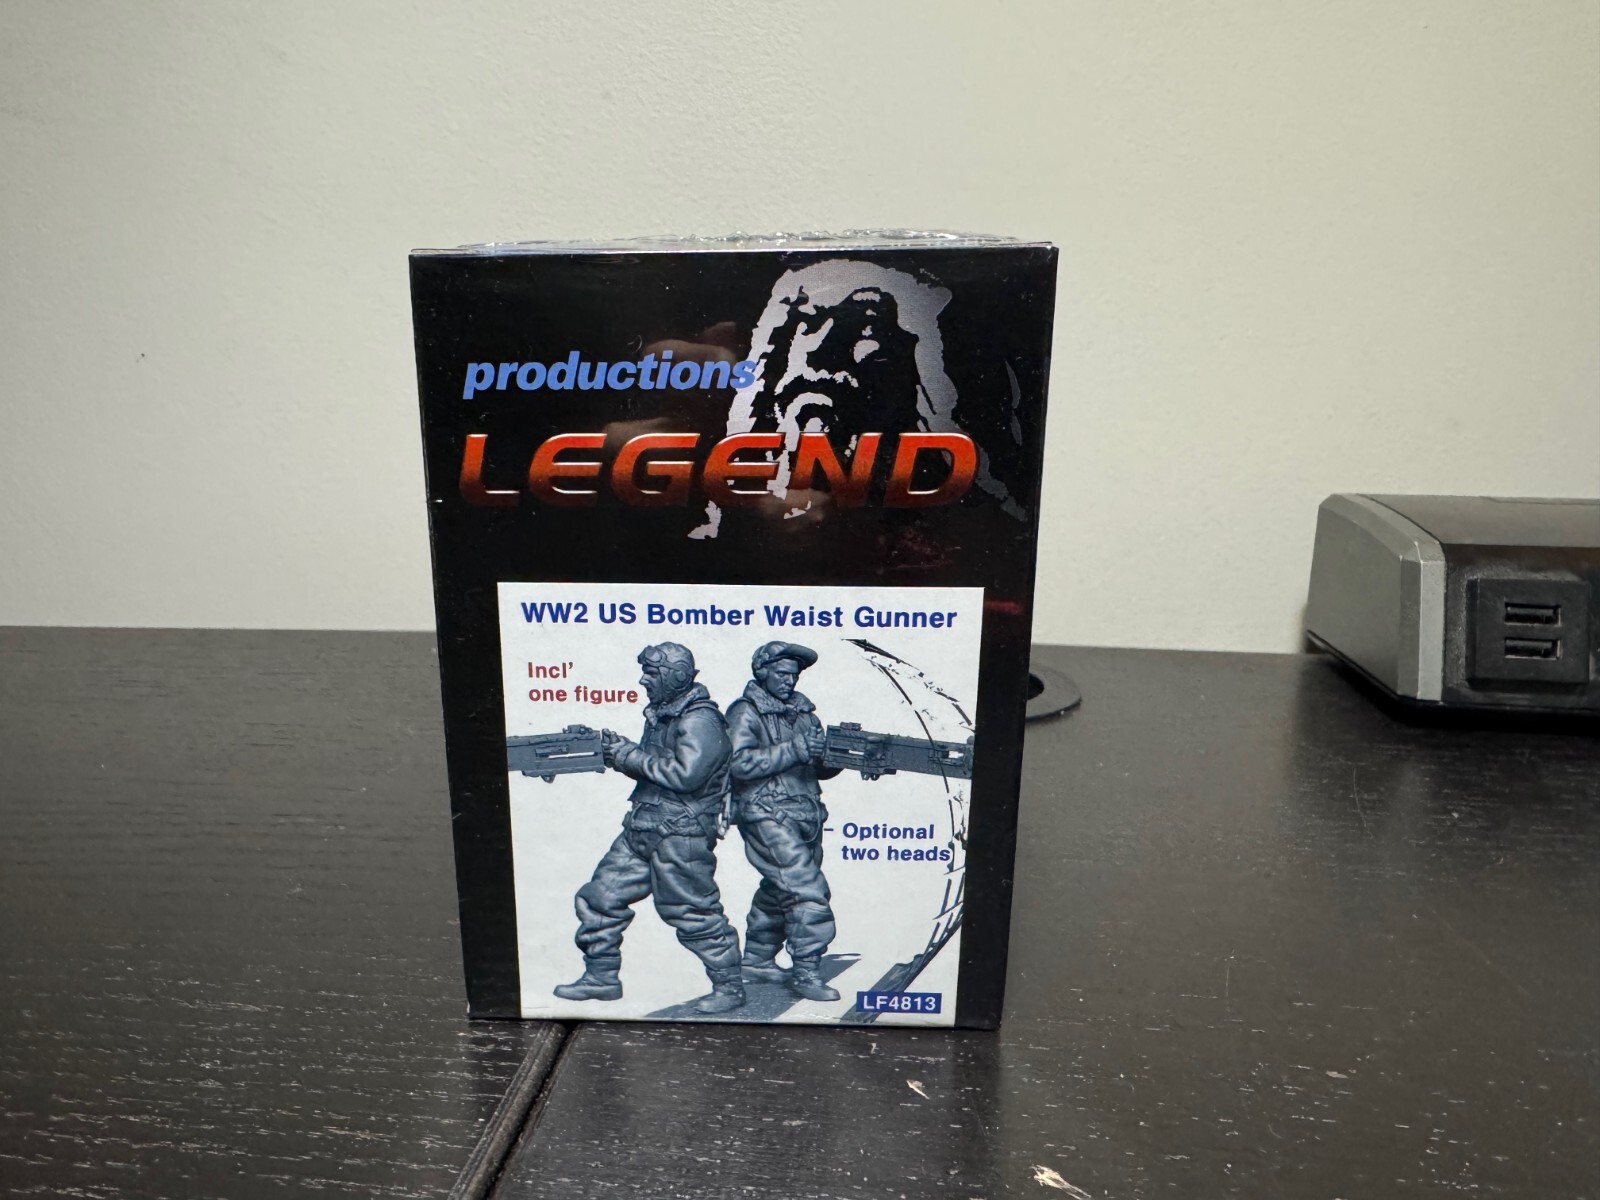 productions
LEGEND
WW2 US Bomber Waist Gunner
Incl'
one figure
- Optional
two heads
LF4813